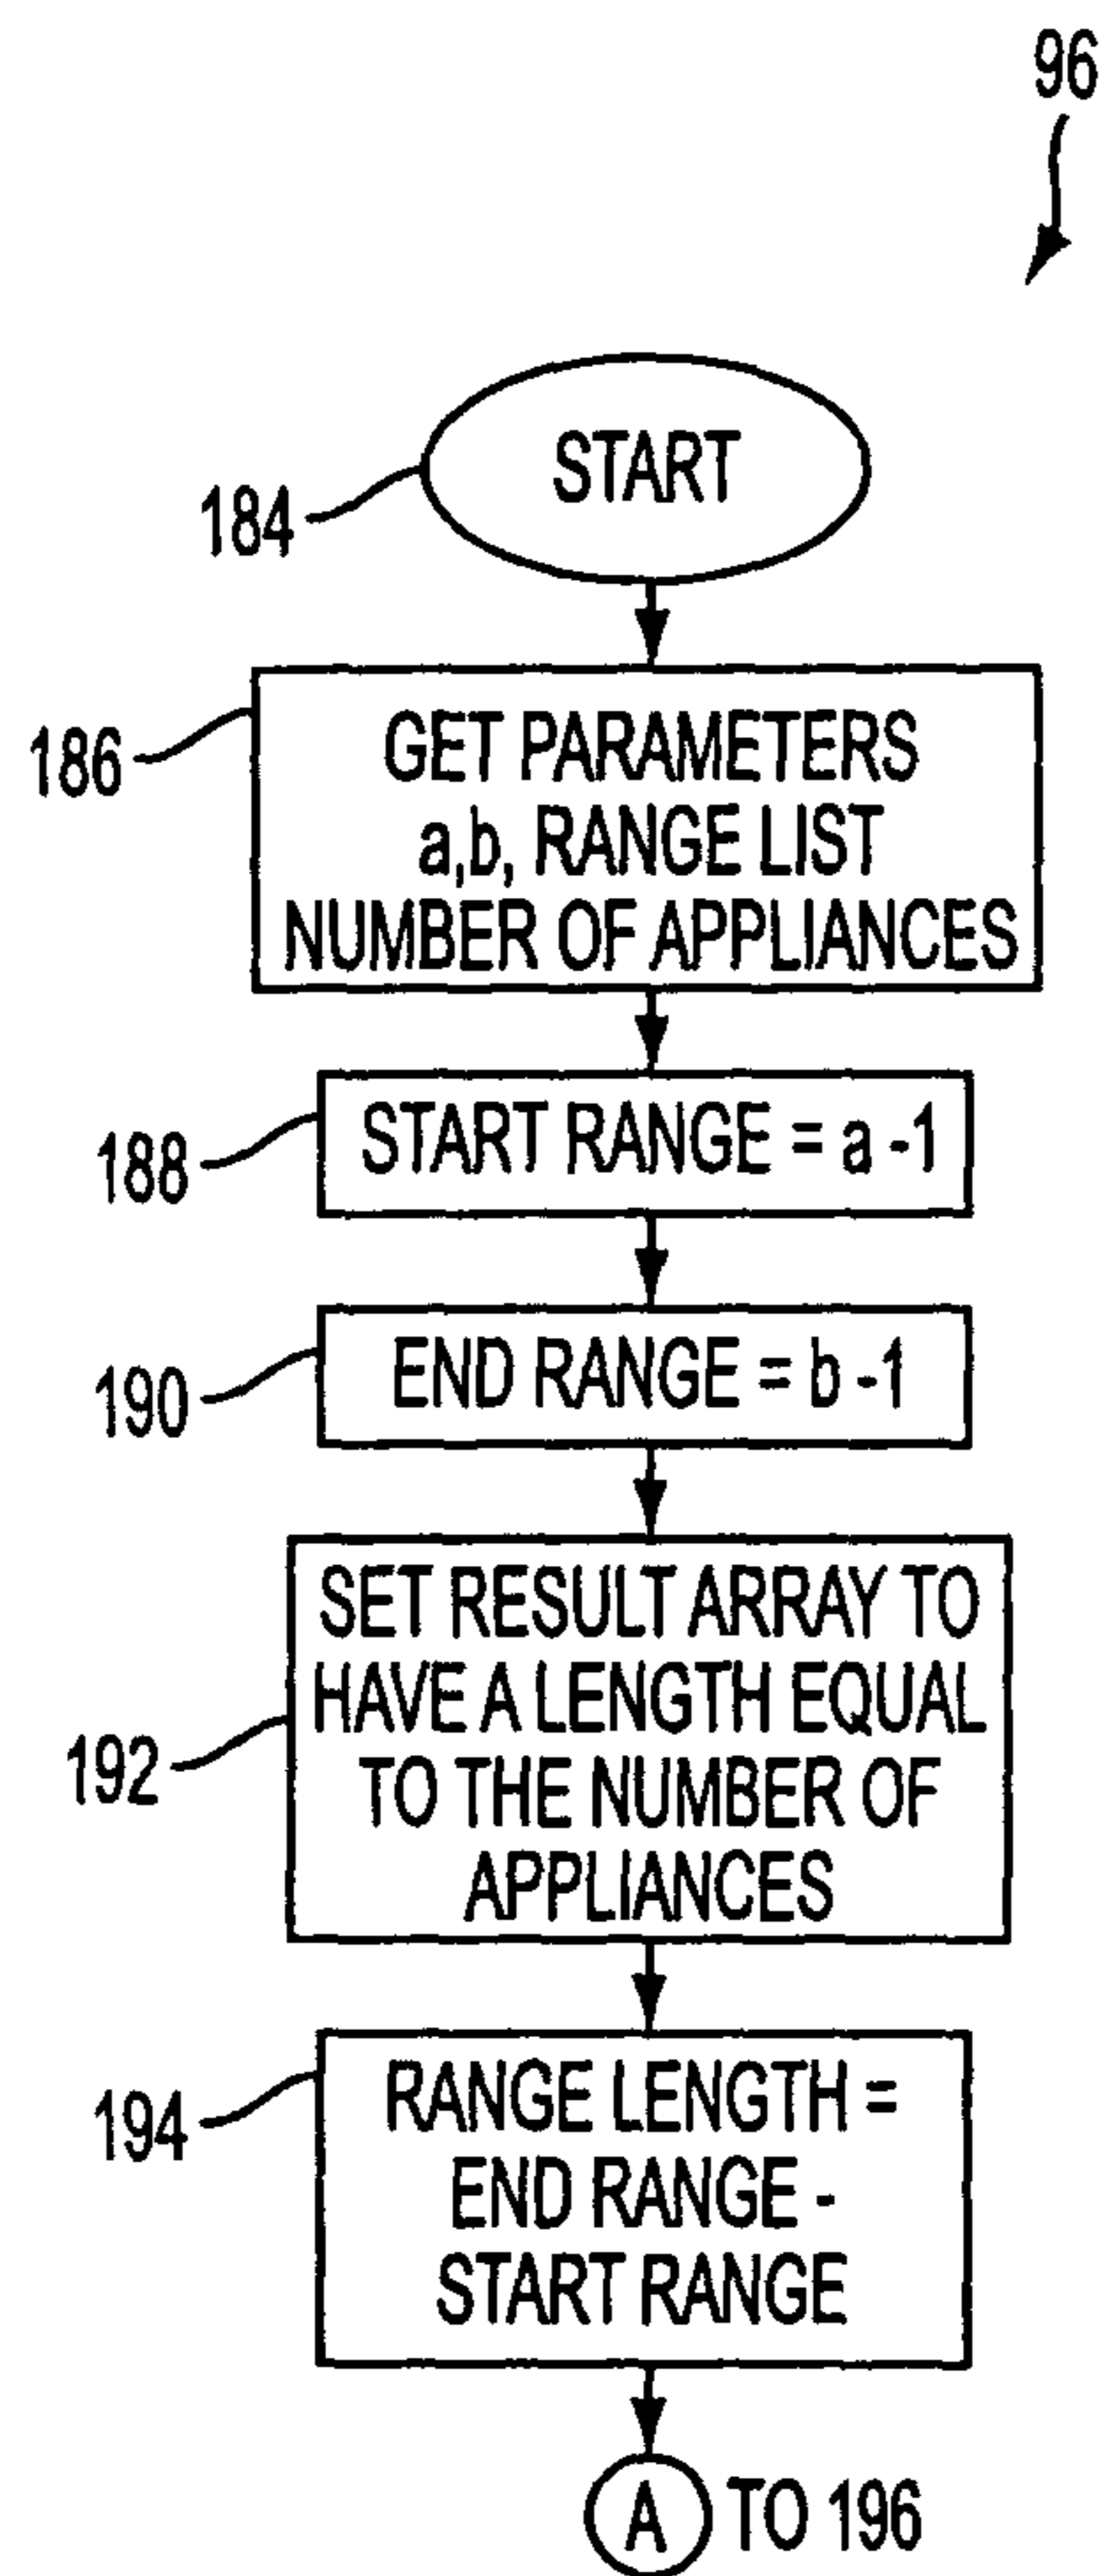 96
START
184
GET PARAMETERS
a,b, RANGE LIST
NUMBER OF APPLIANCES
186
START RANGE = a -1
188
END RANGE = b -1
190
SET RESULT ARRAY TO
HAVE A LENGTH EQUAL
TO THE NUMBER OF
APPLIANCES
192
RANGE LENGTH =
END RANGE -
START RANGE
194
A TO 196